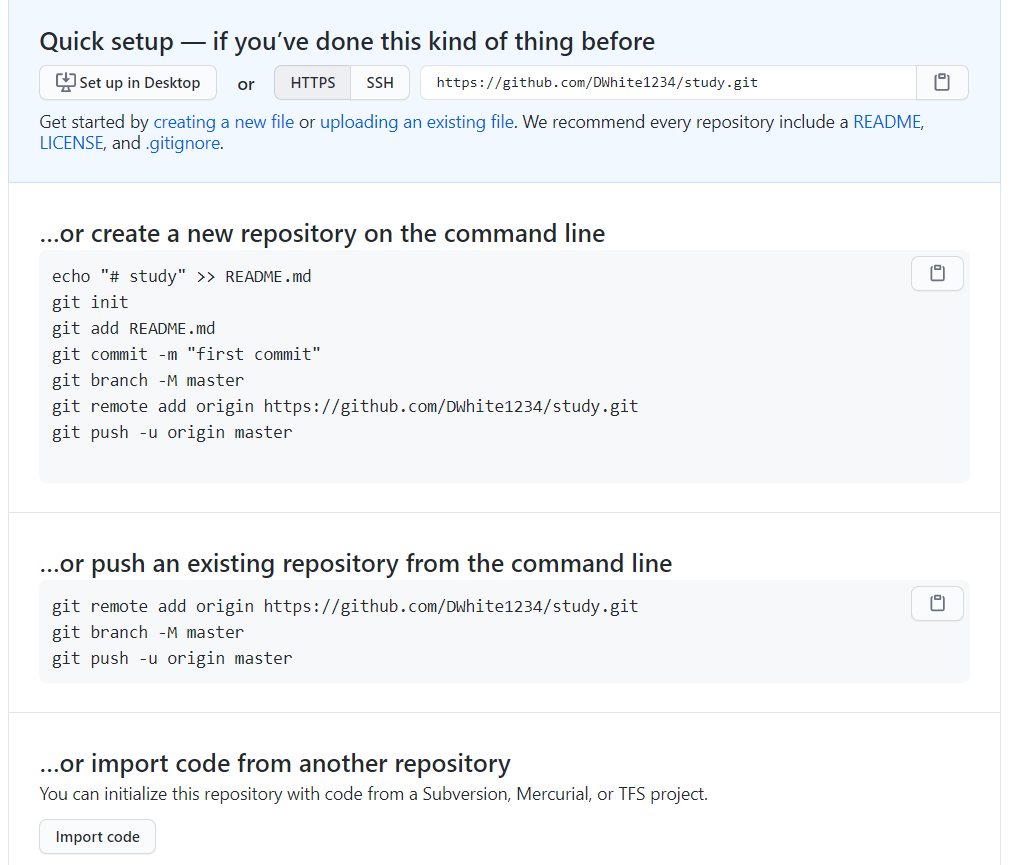 Quick setup — if you’ve done this kind of thing before
Set up in Desktop or HTTPS SSH https://github.com/DWhite1234/study.git
Get started by creating a new file or uploading an existing file. We recommend every repository include a README,
LICENSE, and .gitignore.
…or create a new repository on the command line
echo "# study" >> README.md
git init
git add README.md
git commit -m "first commit"
git branch -M master
git remote add origin https://github.com/DWhite1234/study.git
git push -u origin master
…or push an existing repository from the command line
git remote add origin https://github.com/DWhite1234/study.git
git branch -M master
git push -u origin master
…or import code from another repository
You can initialize this repository with code from a Subversion, Mercurial, or TFS project.
Import code